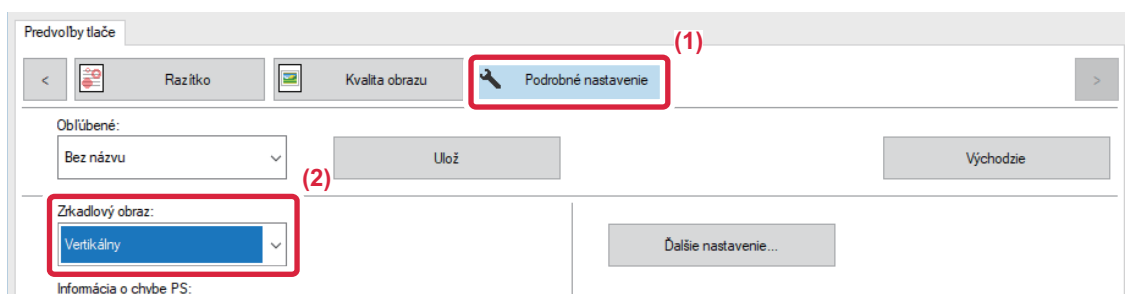 Predvoľby tlače
(1)
<
Razítko
Kvalita obrazu
Podrobné nastavenie
>
Obľúbené:
Bez názvu
Ulož
Východzie
(2)
Zrkadlový obraz:
Vertikálny
Ďalšie nastavenie...
Informácia o chybe PS: